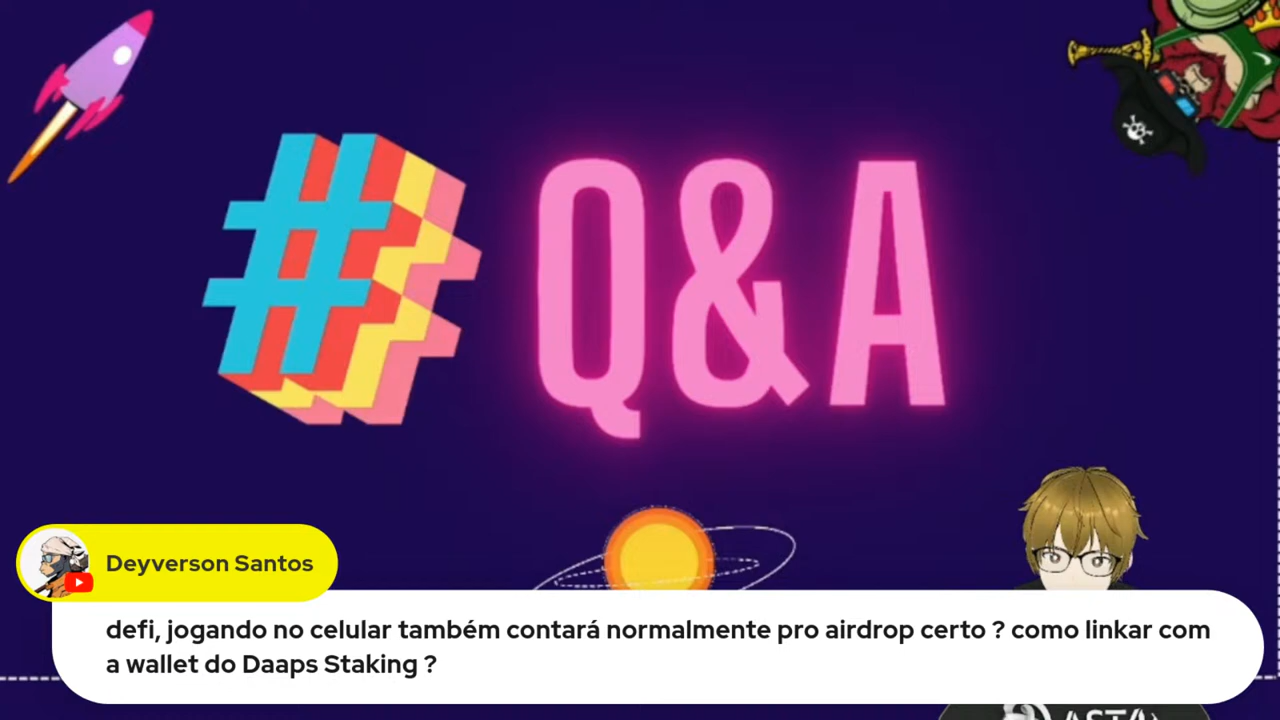 # Q&A
Deyverson Santos
defi, jogando no celular também contará normalmente pro airdrop certo ? como linkar com
a wallet do Daaps Staking ?